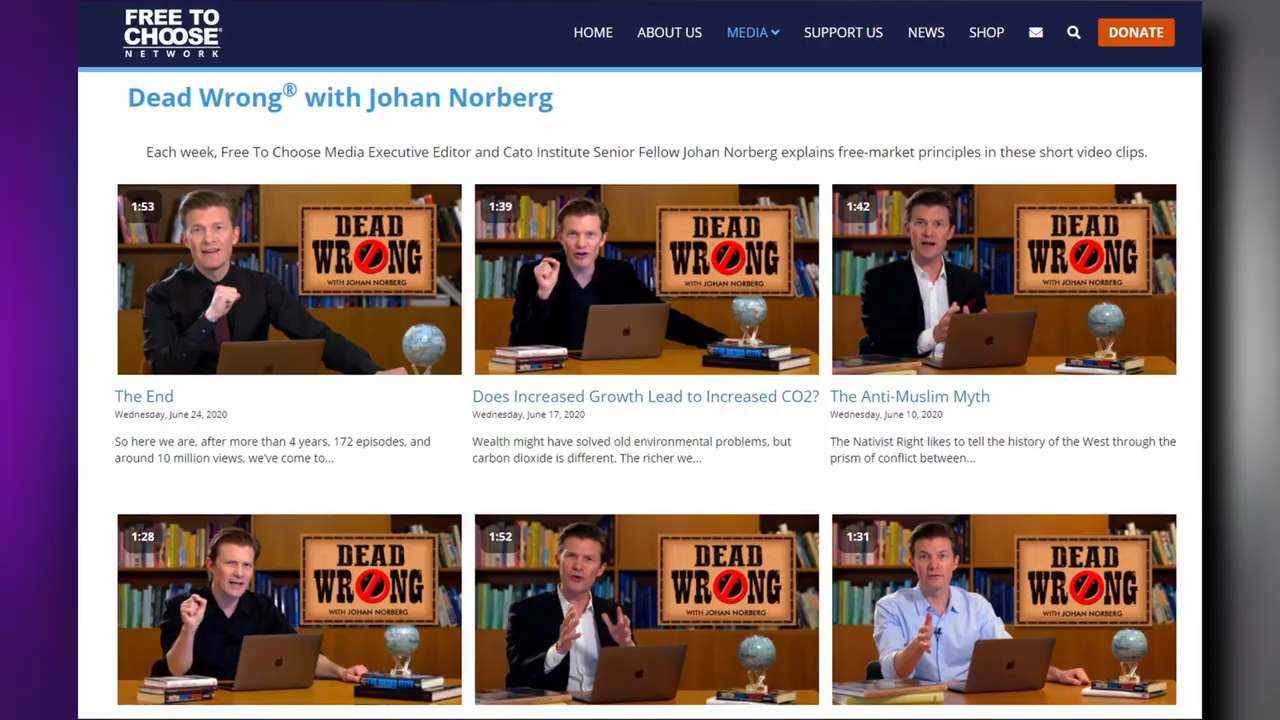 FREE TO
CHOOSE®
NETWORK
HOME ABOUT US MEDIA SUPPORT US NEWS SHOP DONATE
Dead Wrong® with Johan Norberg
Each week, Free To Choose Media Executive Editor and Cato Institute Senior Fellow Johan Norberg explains free-market principles in these short video clips.
1:53
DEAD
WRONG
WITH JOHAN NORBERG
1:39
DEAD
WRONG
WITH JOHAN NORBERG
1:42
DEAD
WRONG
WITH JOHAN NORBERG
The End
Wednesday, June 24, 2020
So here we are, after more than 4 years, 172 episodes, and
around 10 million views, we've come to...
Does Increased Growth Lead to Increased CO2?
Wednesday, June 17, 2020
Wealth might have solved old environmental problems, but
carbon dioxide is different. The richer we...
The Anti-Muslim Myth
Wednesday, June 10, 2020
The Nativist Right likes to tell the history of the West through the
prism of conflict between...
1:28
DEAD
WRONG
WITH JOHAN NORBERG
1:52
DEAD
WRONG
WITH JOHAN NORBERG
1:31
DEAD
WRONG
WITH JOHAN NORBERG